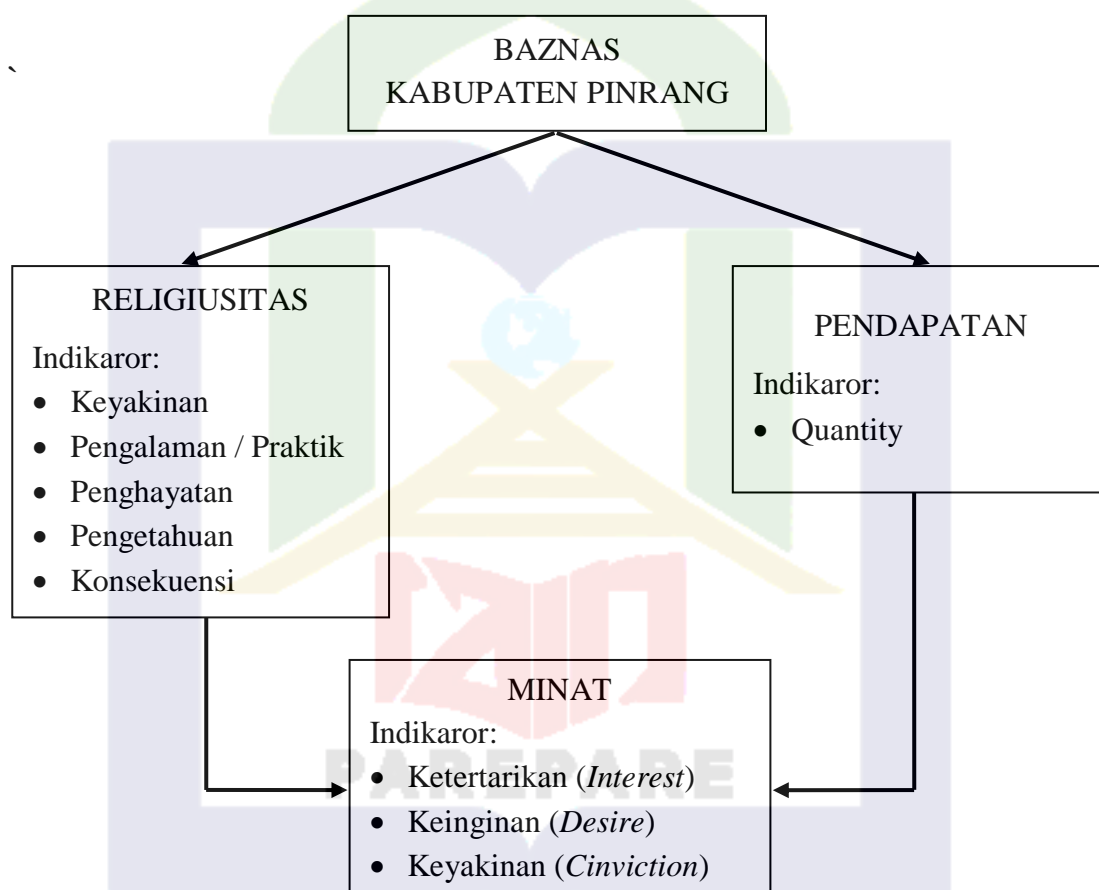 `
BAZNAS
KABUPATEN PINRANG
RELIGIUSITAS
Indikaror:
• Keyakinan
• Pengalaman / Praktik
• Penghayatan
• Pengetahuan
• Konsekuensi
PENDAPATAN
Indikaror:
• Quantity
MINAT
Indikaror:
• Ketertarikan (Interest)
• Keinginan (Desire)
• Keyakinan (Cinviction)
iain
PAREPARE